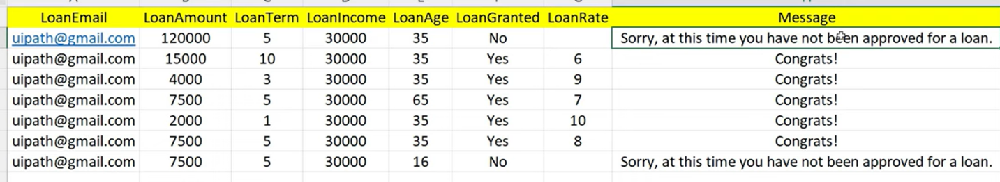 LoanEmail LoanAmount LoanTerm LoanIncome LoanAge LoanGranted LoanRate Message
uipath@gmail.com 120000 5 30000 35 No Sorry, at this time you have not been approved for a loan.
uipath@gmail.com 15000 10 30000 35 Yes 6 Congrats!
uipath@gmail.com 4000 3 30000 35 Yes 9 Congrats!
uipath@gmail.com 7500 5 30000 65 Yes 7 Congrats!
uipath@gmail.com 2000 1 30000 35 Yes 10 Congrats!
uipath@gmail.com 7500 5 30000 35 Yes 8 Congrats!
uipath@gmail.com 7500 5 30000 16 No Sorry, at this time you have not been approved for a loan.